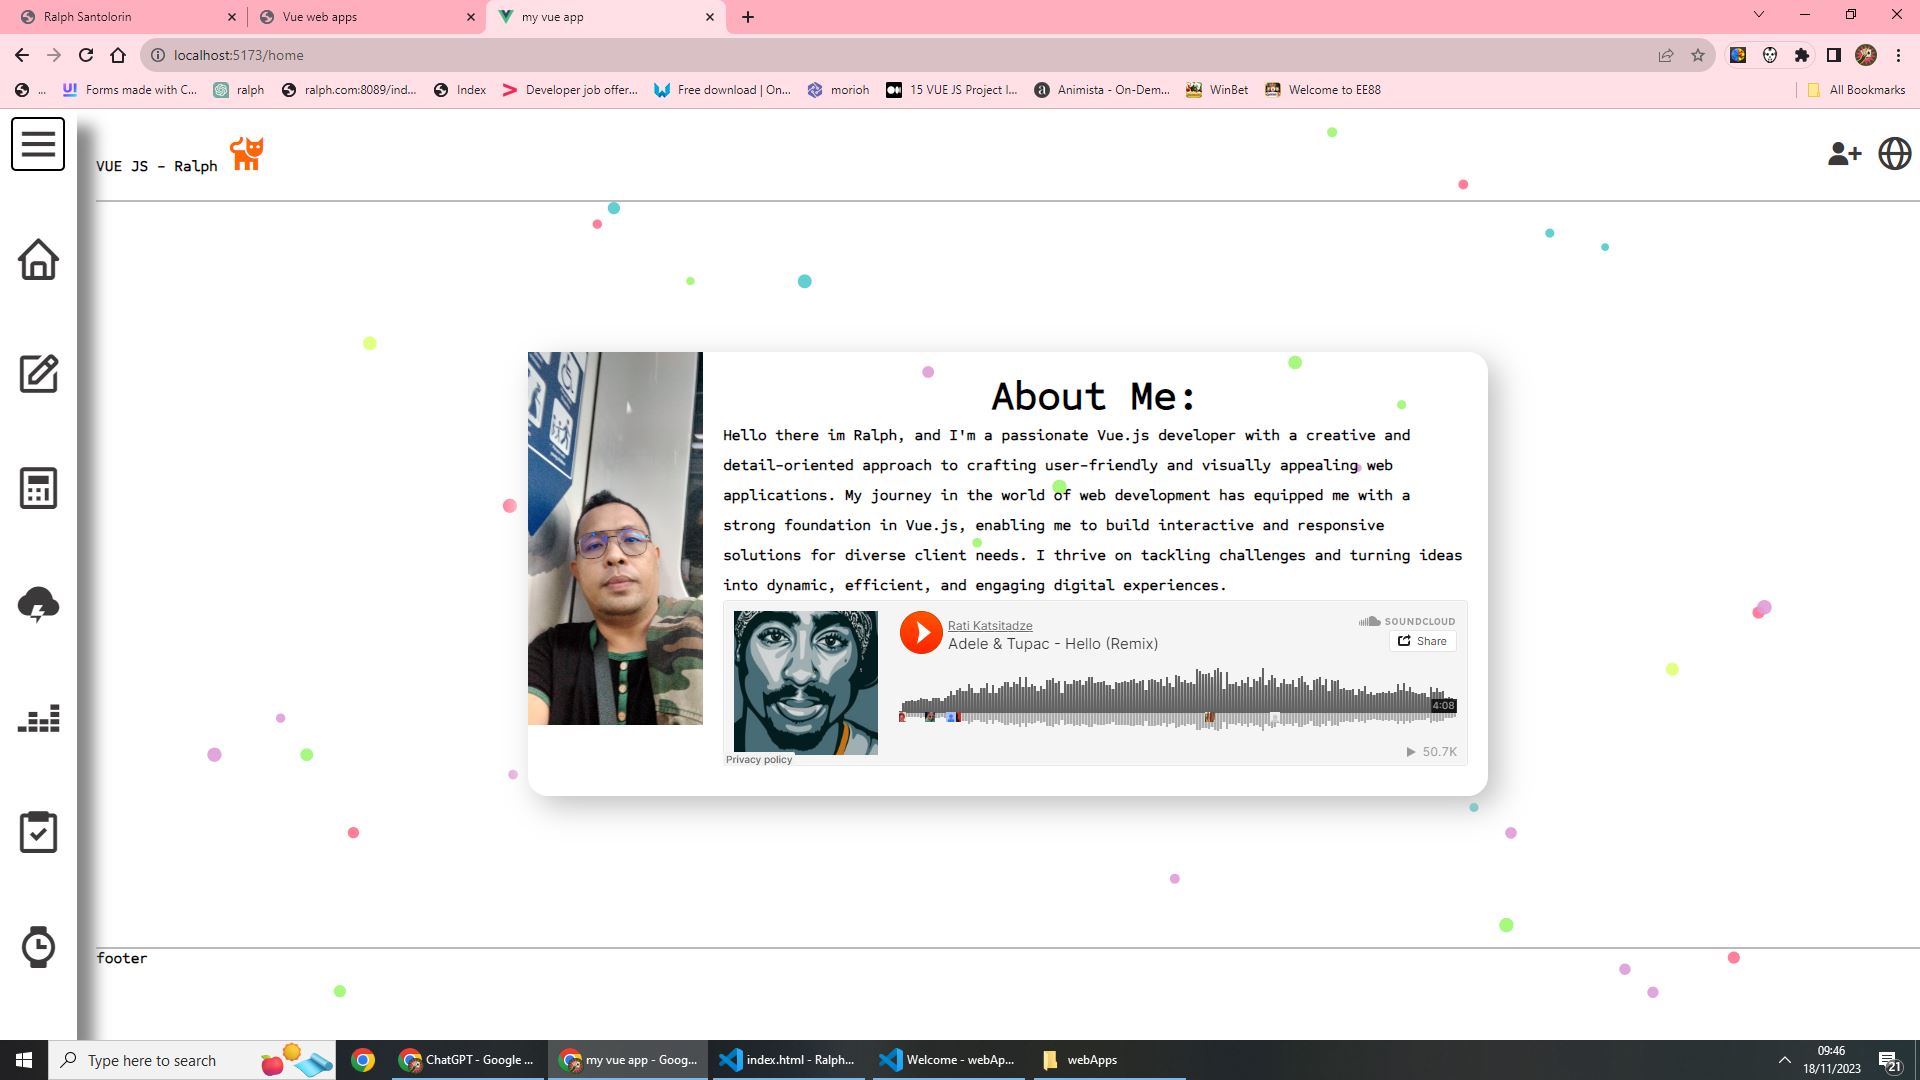 Ralph Santolorin
Vue web apps
my vue app
localhost:5173/home
...
Forms made with C...
ralph
ralph.com:8089/ind...
Index
Developer job offer...
Free download | On...
morioh
15 VUE JS Project I...
Animista - On-Dem...
WinBet
Welcome to EE88
All Bookmarks
VUE JS - Ralph
About Me:
Hello there im Ralph, and I'm a passionate Vue.js developer with a creative and
detail-oriented approach to crafting user-friendly and visually appealing web
applications. My journey in the world of web development has equipped me with a
strong foundation in Vue.js, enabling me to build interactive and responsive
solutions for diverse client needs. I thrive on tackling challenges and turning ideas
into dynamic, efficient, and engaging digital experiences.
Rati Katsitadze
Adele & Tupac - Hello (Remix)
SOUNDCLOUD
Share
4:08
50.7K
Privacy policy
footer
Type here to search
ChatGPT - Google ...
my vue app - Goog...
index.html - Ralph...
Welcome - webAp...
webApps
09:46
18/11/2023
21